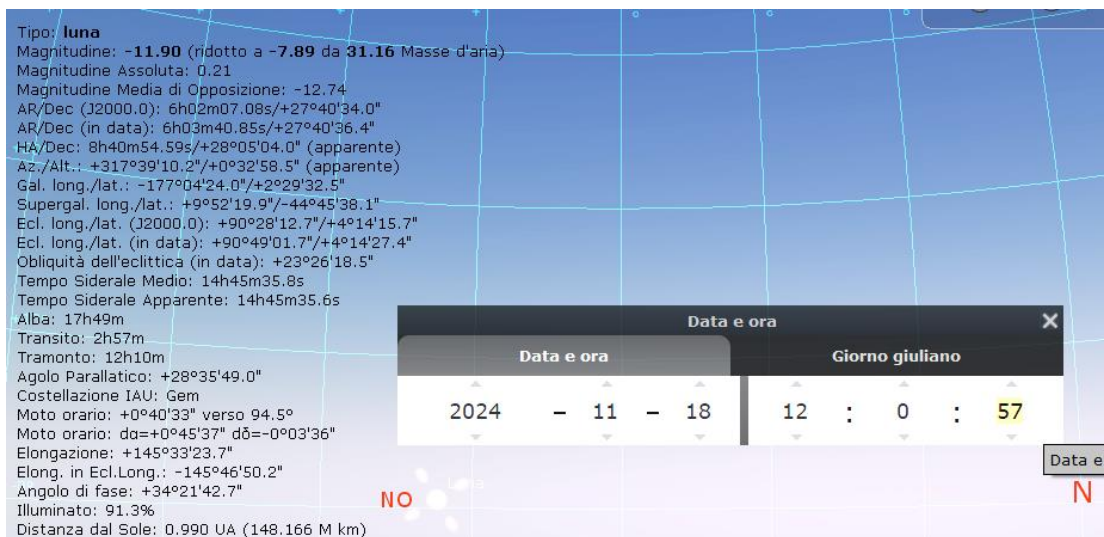 Tipo: luna
Magnitudine: -11.90 (ridotto a -7.89 da 31.16 Masse d'aria)
Magnitudine Assoluta: 0.21
Magnitudine Media di Opposizione: -12.74
AR/Dec (J2000.0): 6h02m07.08s/+27°40'34.0"
AR/Dec (in data): 6h03m40.85s/+27°40'36.4"
HA/Dec: 8h40m54.59s/+28°05'04.0" (apparente)
Az./Alt.: +317°39'10.2"/+0°32'58.5" (apparente)
Gal. long./lat.: -177°04'24.0"/+2°29'32.5"
Supergal. long./lat.: +9°52'19.9"/-44°45'38.1"
Ecl. long./lat. (J2000.0): +90°28'12.7"/+4°14'15.7"
Ecl. long./lat. (in data): +90°49'01.7"/+4°14'27.4"
Obliquità dell'eclittica (in data): +23°26'18.5"
Tempo Siderale Medio: 14h45m35.8s
Tempo Siderale Apparente: 14h45m35.6s
Alba: 17h49m
Transito: 2h57m
Tramonto: 12h10m
Agolo Parallatico: +28°35'49.0"
Costellazione IAU: Gem
Moto orario: +0°40'33" verso 94.5°
Moto orario: dα=+0°45'37" dδ=-0°03'36"
Elongazione: +145°33'23.7"
Elong. in Ecl.Long.: -145°46'50.2"
Angolo di fase: +34°21'42.7"
Illuminato: 91.3%
Distanza dal Sole: 0.990 UA (148.166 M km)
Data e ora ×
Data e ora Giorno giuliano
2024 - 11 - 18 12 : 0 : 57
Data e
NO Luna
N